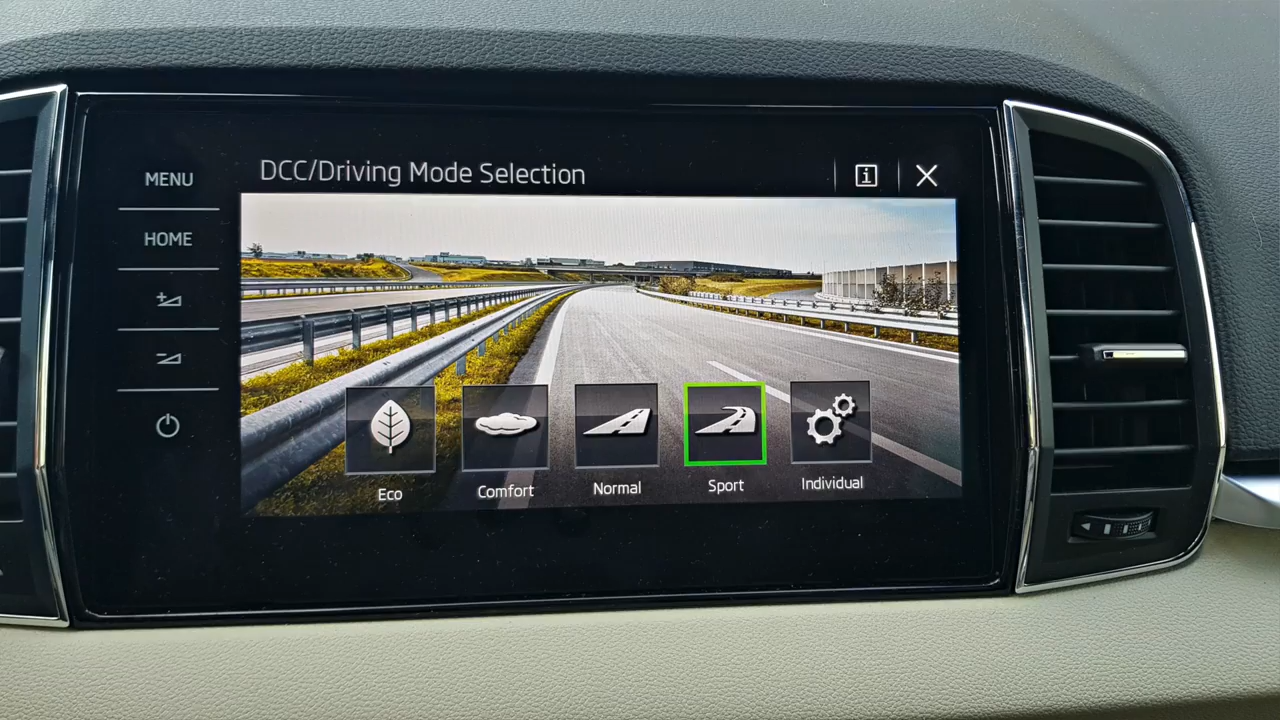 DCC/Driving Mode Selection
MENU
HOME
Eco
Comfort
Normal
Sport
Individual